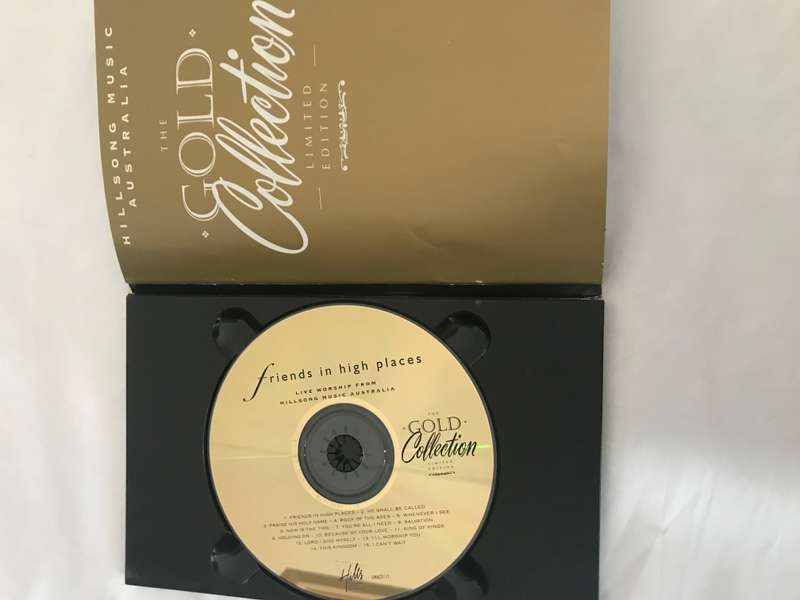 HILLSONG MUSIC
AUSTRALIA
THE
GOLD
Collection
LIMITED
EDITION
friends in high places
LIVE WORSHIP FROM
HILLSONG MUSIC AUSTRALIA
THE
GOLD
Collection
LIMITED
EDITION
1. FRIENDS IN HIGH PLACES - 2. HE SHALL BE CALLED
3. PRAISE HIS HOLY NAME - 4. ROCK OF THE AGES - 5. WHENEVER I SEE
6. NOW IS THE TIME - 7. YOU'RE ALL I NEED - 8. SALVATION
9. HOLDING ON - 10. BECAUSE OF YOUR LOVE - 11. KING OF KINGS
12. LORD I GIVE MYSELF - 13. I'LL WORSHIP YOU
14. THIS KINGDOM - 15. I CAN'T WAIT
Hills